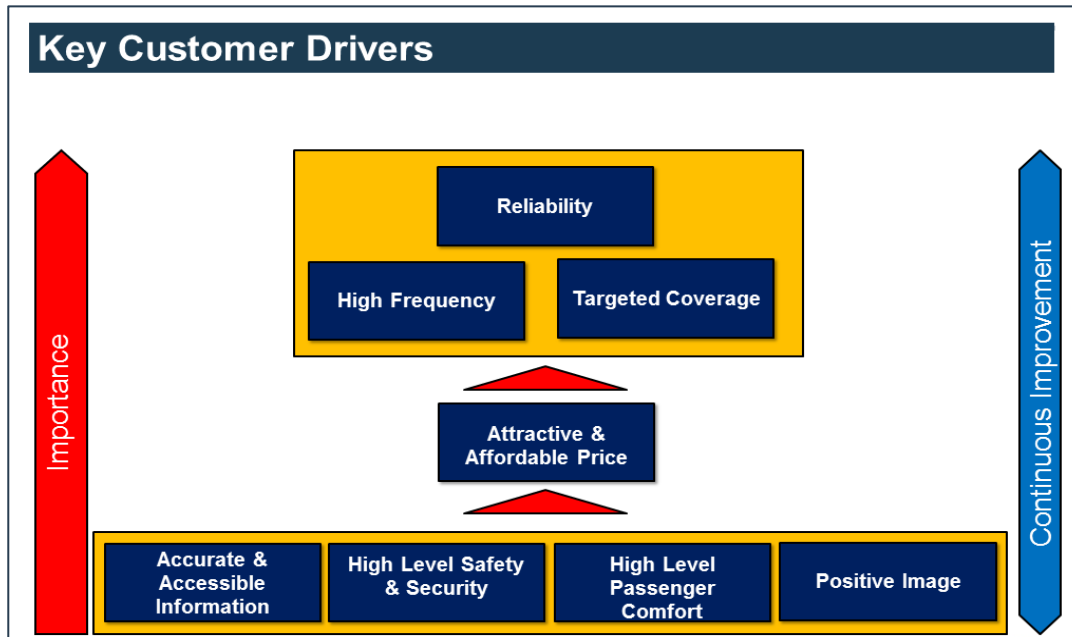 Key Customer Drivers
Importance
Reliability
High Frequency
Targeted Coverage
Attractive &
Affordable Price
Accurate &
Accessible
Information
High Level Safety
& Security
High Level
Passenger
Comfort
Positive Image
Continuous Improvement